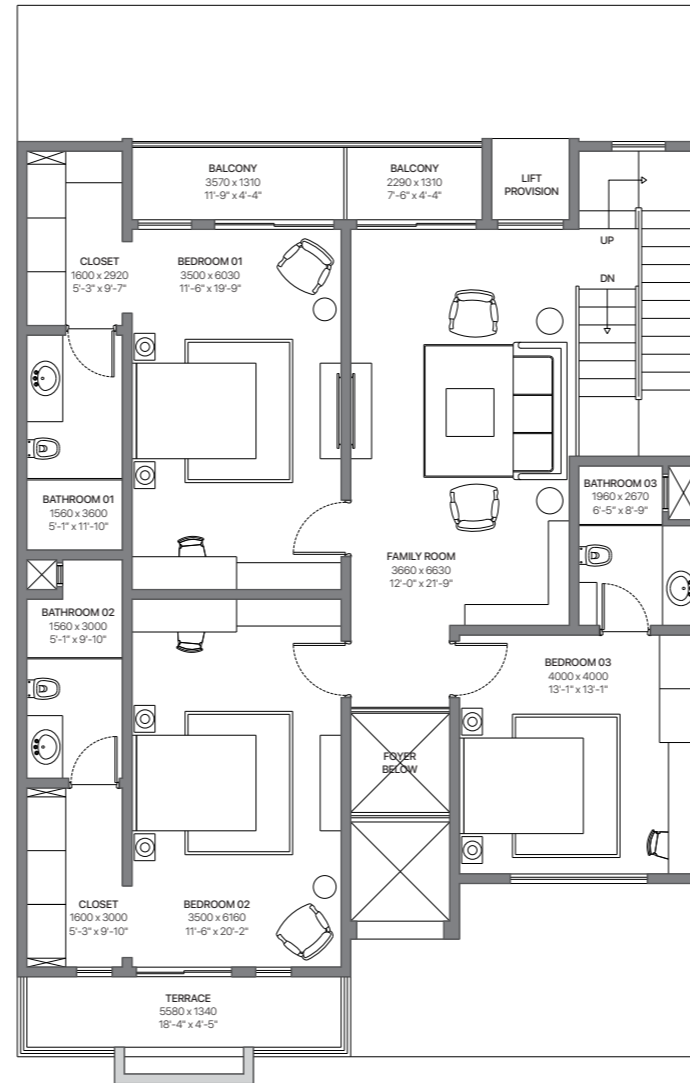 BALCONY
3570 x 1310
11'-9" x 4'-4"
BALCONY
2290 x 1310
7'-6" x 4'-4"
LIFT
PROVISION
UP
DN
CLOSET
1600 x 2920
5'-3" x 9'-7"
BEDROOM 01
3500 x 6030
11'-6" x 19'-9"
BATHROOM 01
1560 x 3600
5'-1" x 11'-10"
BATHROOM 03
1960 x 2670
6'-5" x 8'-9"
FAMILY ROOM
3660 x 6630
12'-0" x 21'-9"
BATHROOM 02
1560 x 3000
5'-1" x 9'-10"
BEDROOM 03
4000 x 4000
13'-1" x 13'-1"
FOYER
BELOW
CLOSET
1600 x 3000
5'-3" x 9'-10"
BEDROOM 02
3500 x 6160
11'-6" x 20'-2"
TERRACE
5580 x 1340
18'-4" x 4'-5"